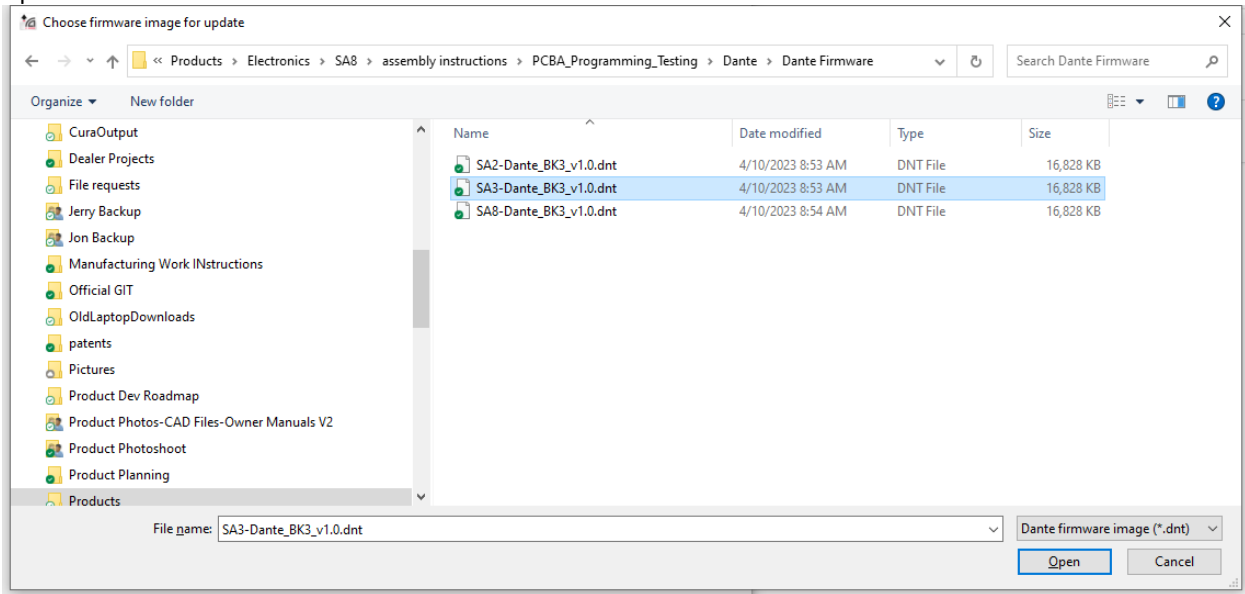 Choose firmware image for update
« Products > Electronics > SA8 > assembly instructions > PCBA_Programming_Testing > Dante > Dante Firmware
Search Dante Firmware
Organize
New folder
CuraOutput
Dealer Projects
File requests
Jerry Backup
Jon Backup
Manufacturing Work INstructions
Official GIT
OldLaptopDownloads
patents
Pictures
Product Dev Roadmap
Product Photos-CAD Files-Owner Manuals V2
Product Photoshoot
Product Planning
Products
Name Date modified Type Size
SA2-Dante_BK3_v1.0.dnt 4/10/2023 8:53 AM DNT File 16,828 KB
SA3-Dante_BK3_v1.0.dnt 4/10/2023 8:53 AM DNT File 16,828 KB
SA8-Dante_BK3_v1.0.dnt 4/10/2023 8:54 AM DNT File 16,828 KB
File name: SA3-Dante_BK3_v1.0.dnt
Dante firmware image (*.dnt)
Open Cancel